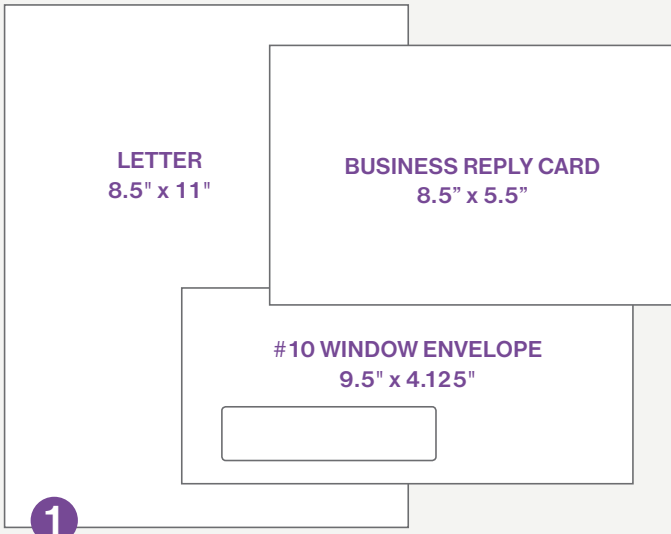 LETTER
8.5" x 11"
BUSINESS REPLY CARD
8.5” x 5.5”
#10 WINDOW ENVELOPE
9.5" x 4.125"
1